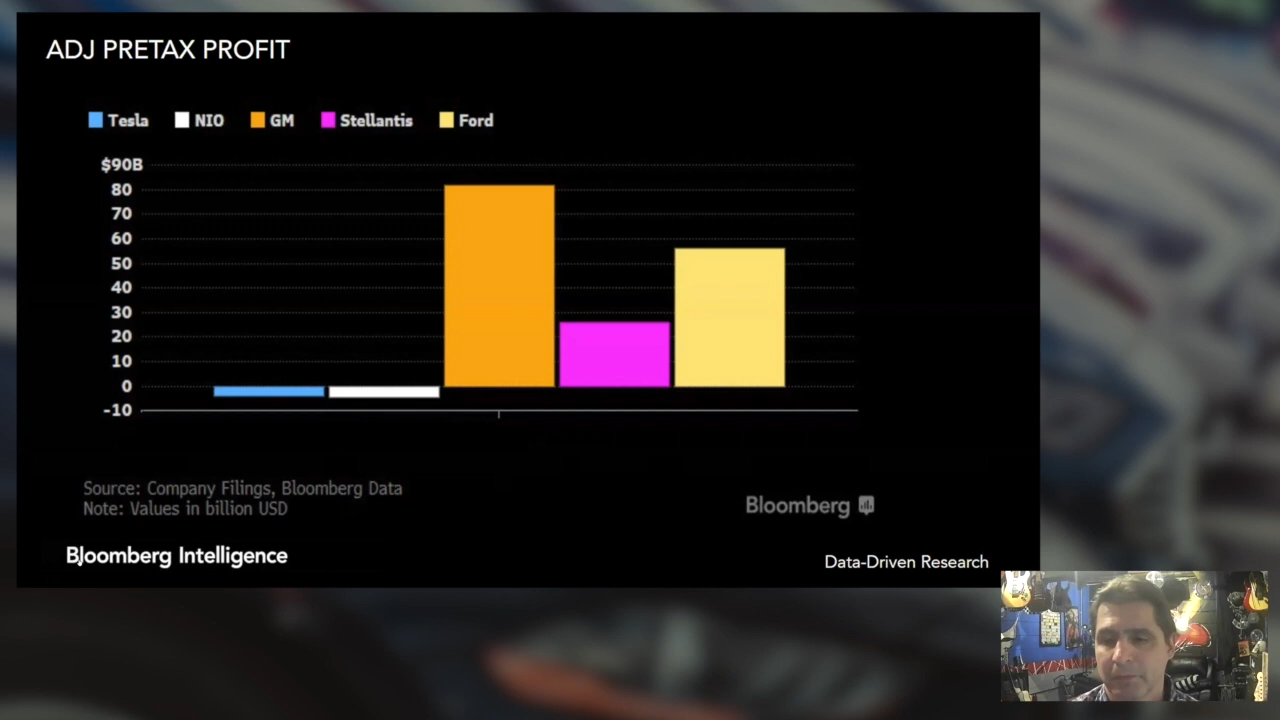 ADJ PRETAX PROFIT
Tesla NIO GM Stellantis Ford
$90B
80
70
60
50
40
30
20
10
0
-10
Source: Company Filings, Bloomberg Data
Note: Values in billion USD
Bloomberg
Bloomberg Intelligence
Data-Driven Research